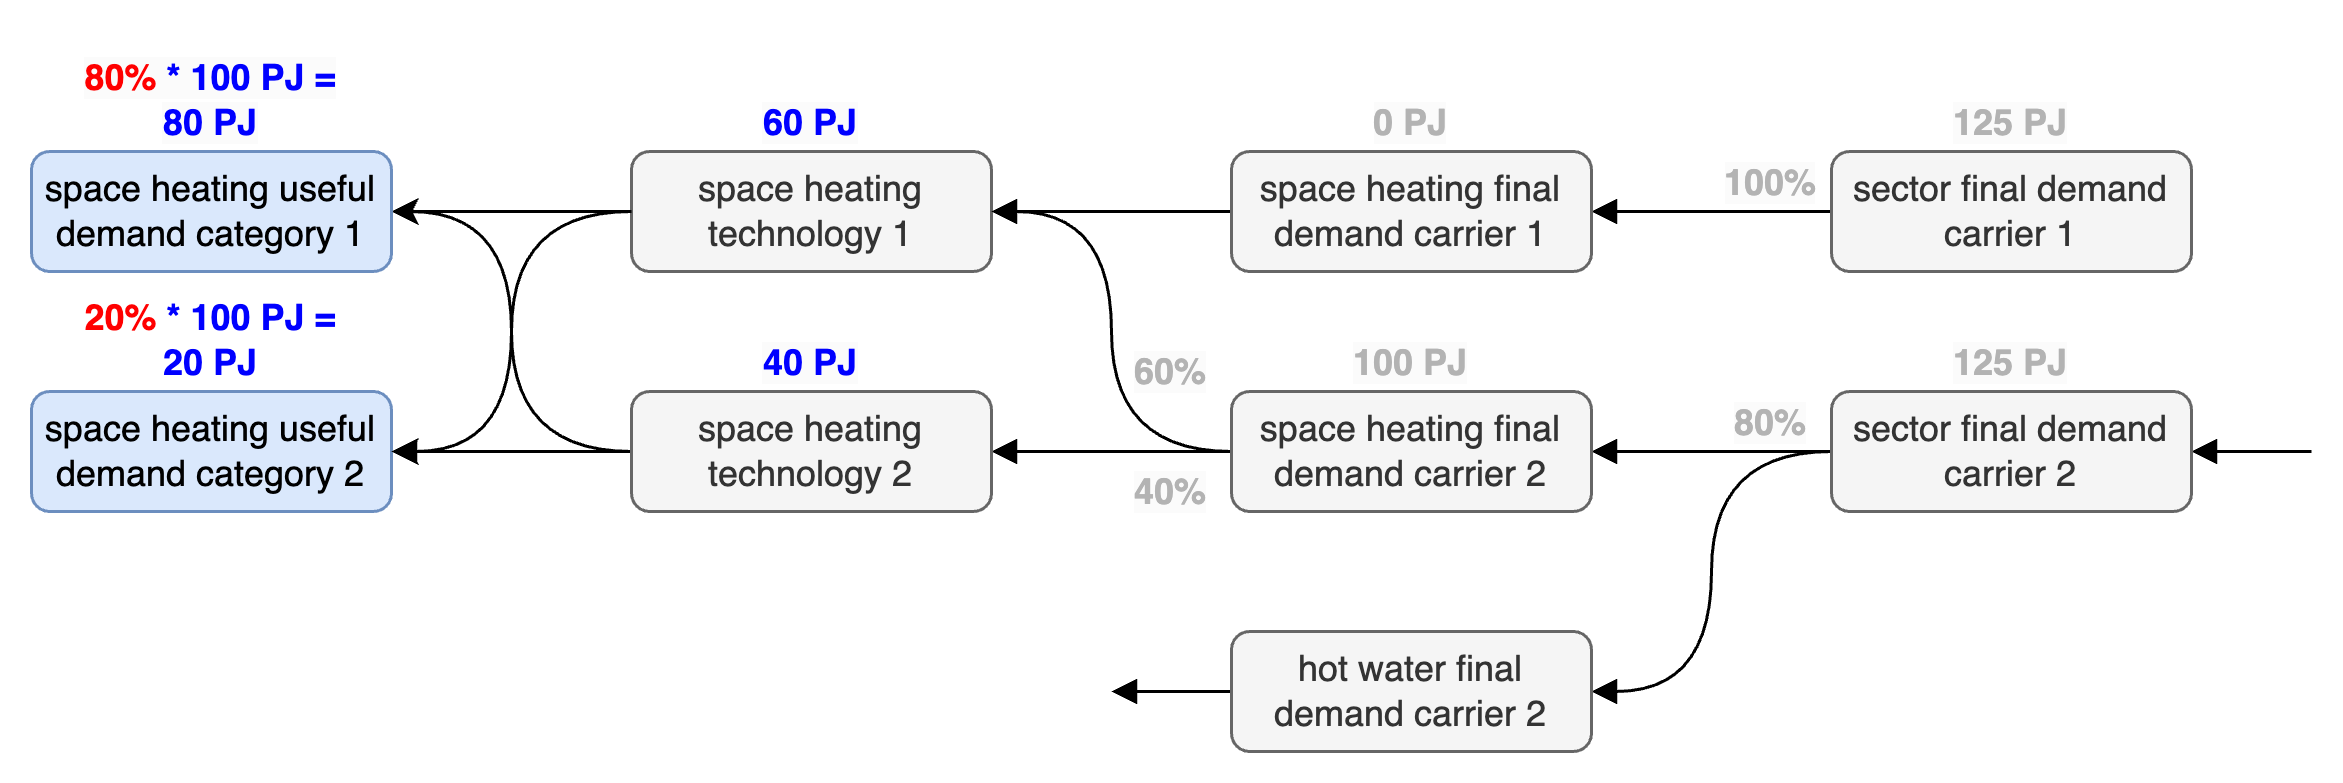 80% * 100 PJ =
80 PJ
60 PJ
0 PJ
125 PJ
space heating useful
demand category 1
space heating
technology 1
space heating final
demand carrier 1
100%
sector final demand
carrier 1
20% * 100 PJ =
20 PJ
40 PJ
60%
100 PJ
125 PJ
space heating useful
demand category 2
space heating
technology 2
40%
space heating final
demand carrier 2
80%
sector final demand
carrier 2
hot water final
demand carrier 2